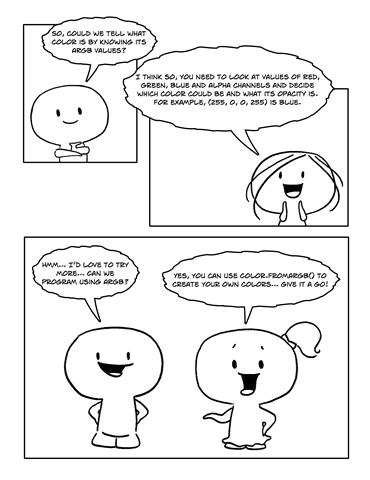 SO, COULD WE TELL WHAT
COLOR IS BY KNOWING ITS
ARGB VALUES?
I THINK SO, YOU NEED TO LOOK AT VALUES OF RED,
GREEN, BLUE AND ALPHA CHANNELS AND DECIDE
WHICH COLOR COULD BE AND WHAT ITS OPACITY IS.
FOR EXAMPLE, (255, 0, 0, 255) IS BLUE.
HMM... I'D LOVE TO TRY
MORE... CAN WE
PROGRAM USING ARGB?
YES, YOU CAN USE COLOR.FROMARGB() TO
CREATE YOUR OWN COLORS... GIVE IT A GO!